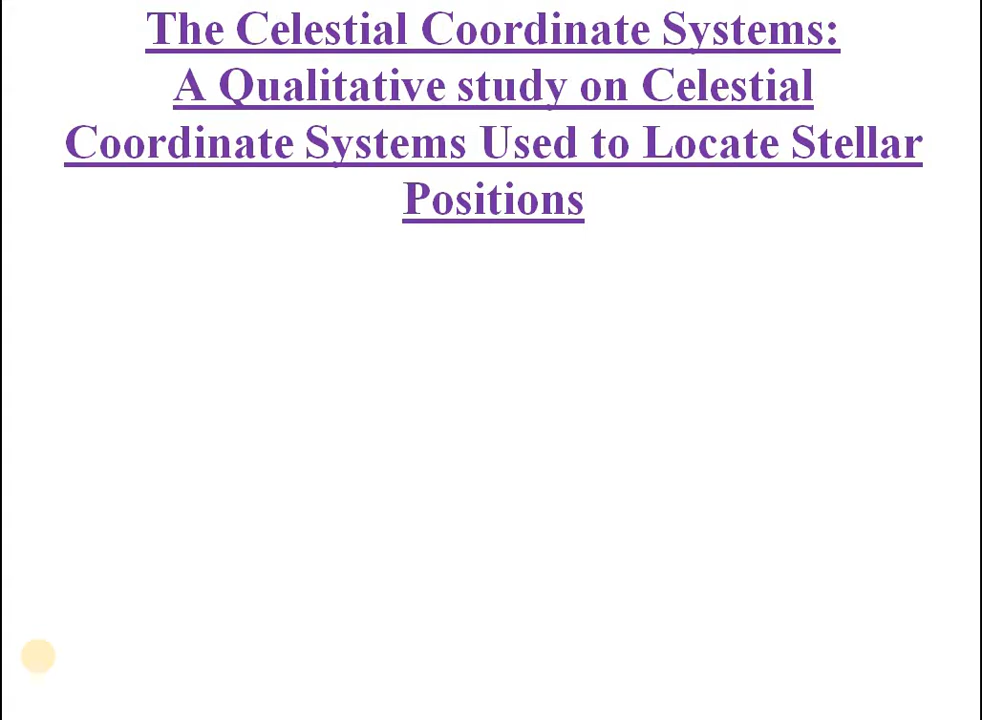 The Celestial Coordinate Systems:
A Qualitative study on Celestial
Coordinate Systems Used to Locate Stellar
Positions